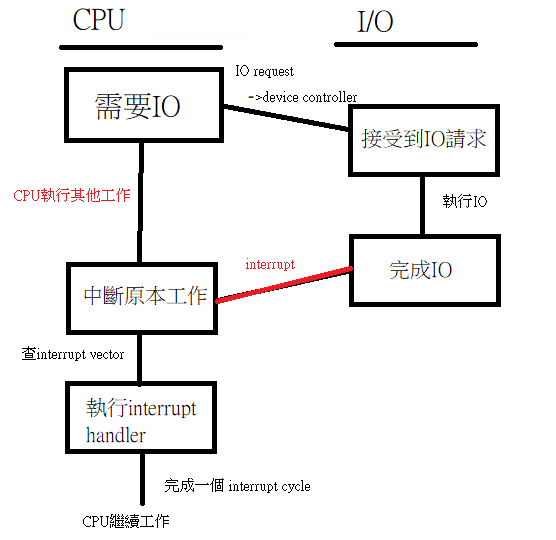 CPU
I/O
IO request
->device controller
需要IO
接受到IO請求
CPU執行其他工作
執行IO
interrupt
完成IO
中斷原本工作
查interrupt vector
執行interrupt
handler
完成一個 interrupt cycle
CPU繼續工作